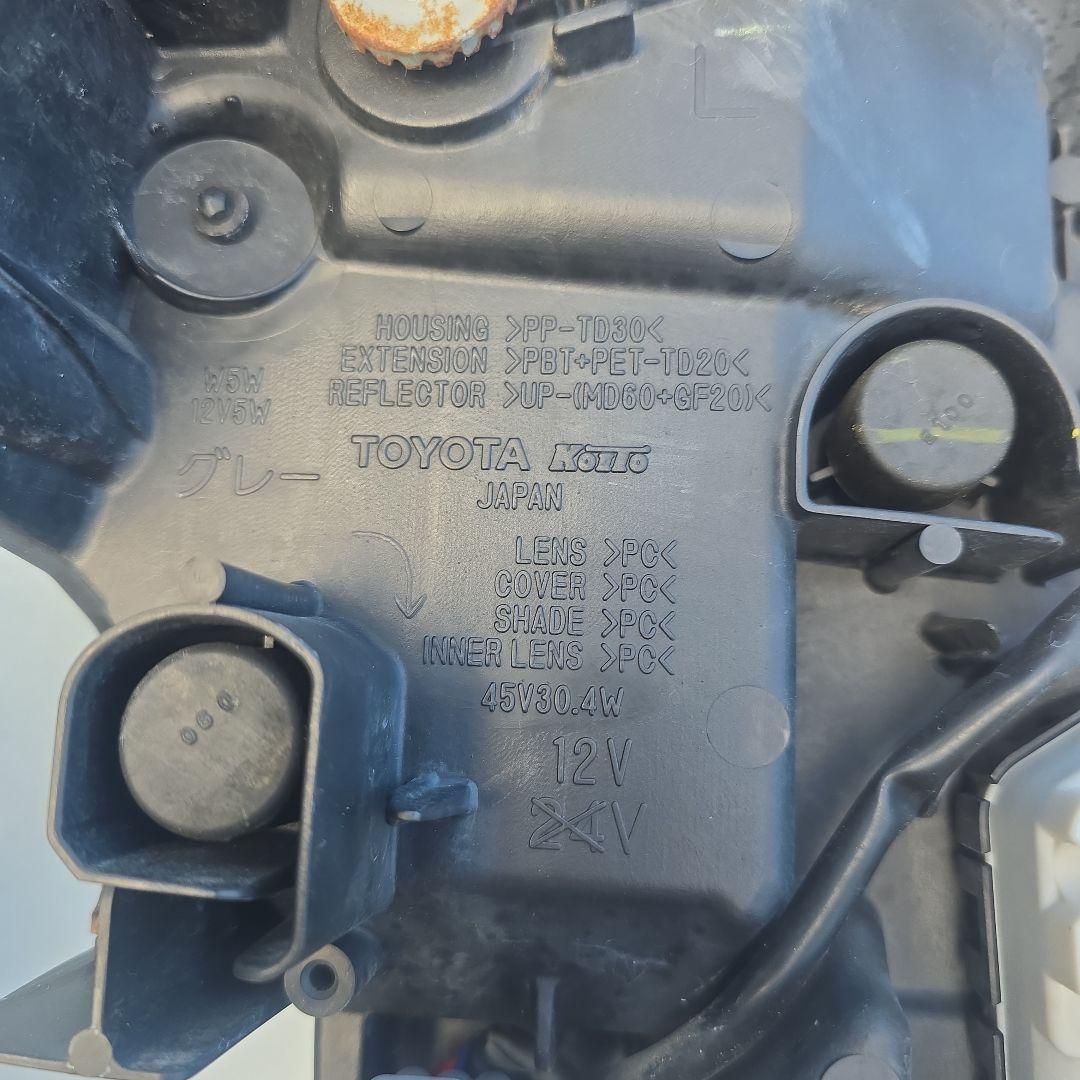 L
HOUSING >PP-TD30<
EXTENSION >PBT+PET-TD20<
REFLECTOR >UP-(MD60+GF20)<
W5W
12V5W
グレー
TOYOTA KOITO
JAPAN
LENS >PC<
COVER >PC<
SHADE >PC<
INNER LENS >PC<
45V30.4W
12V
24V
060